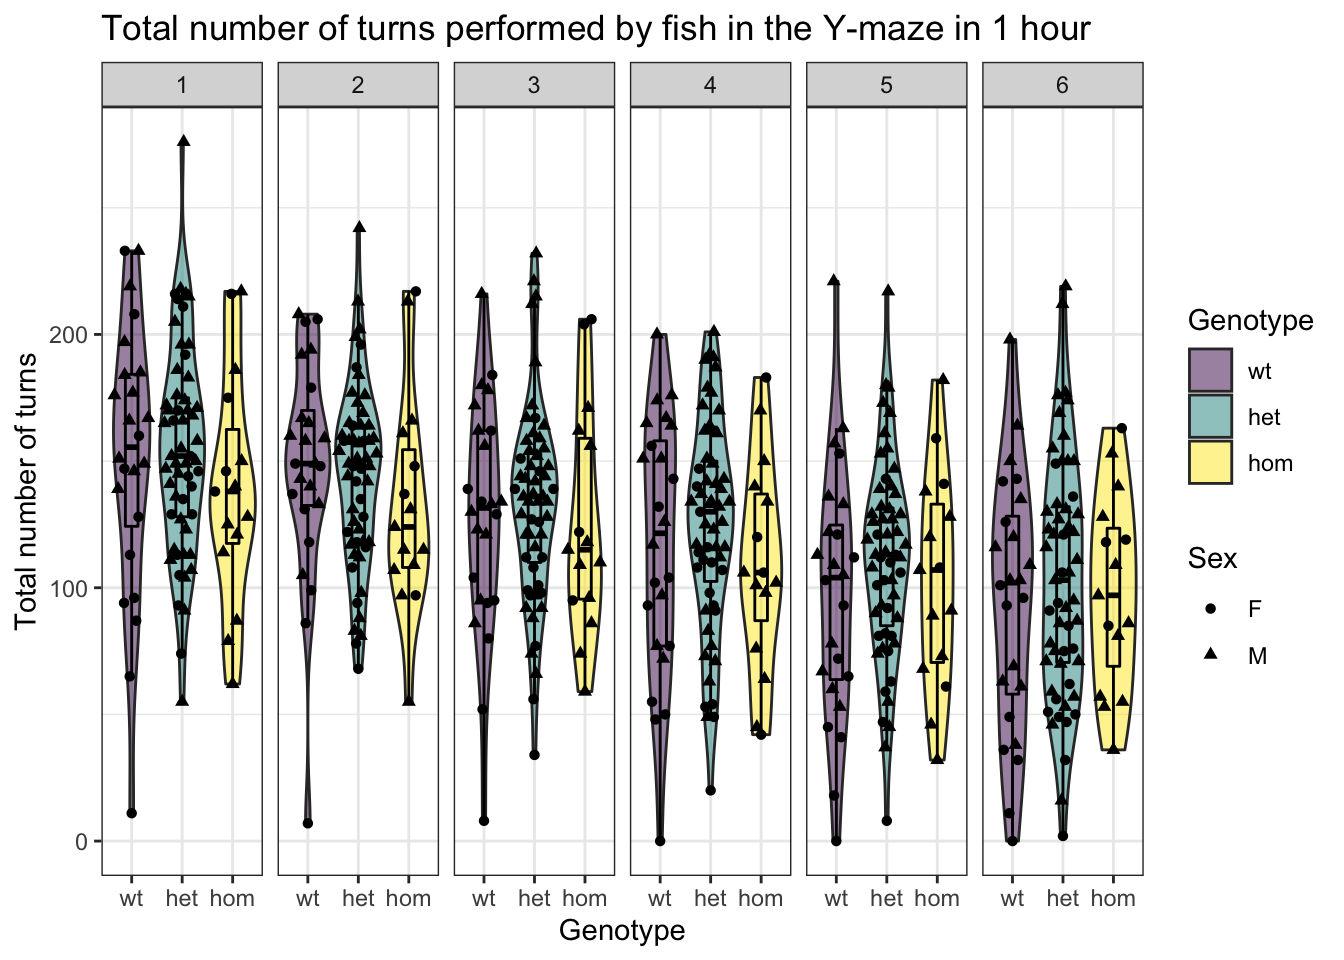 Total number of turns performed by fish in the Y-maze in 1 hour
1 2 3 4 5 6
Total number of turns
200
100
0
wt het hom wt het hom wt het hom wt het hom wt het hom wt het hom
Genotype
Genotype
wt
het
hom
Sex
F
M